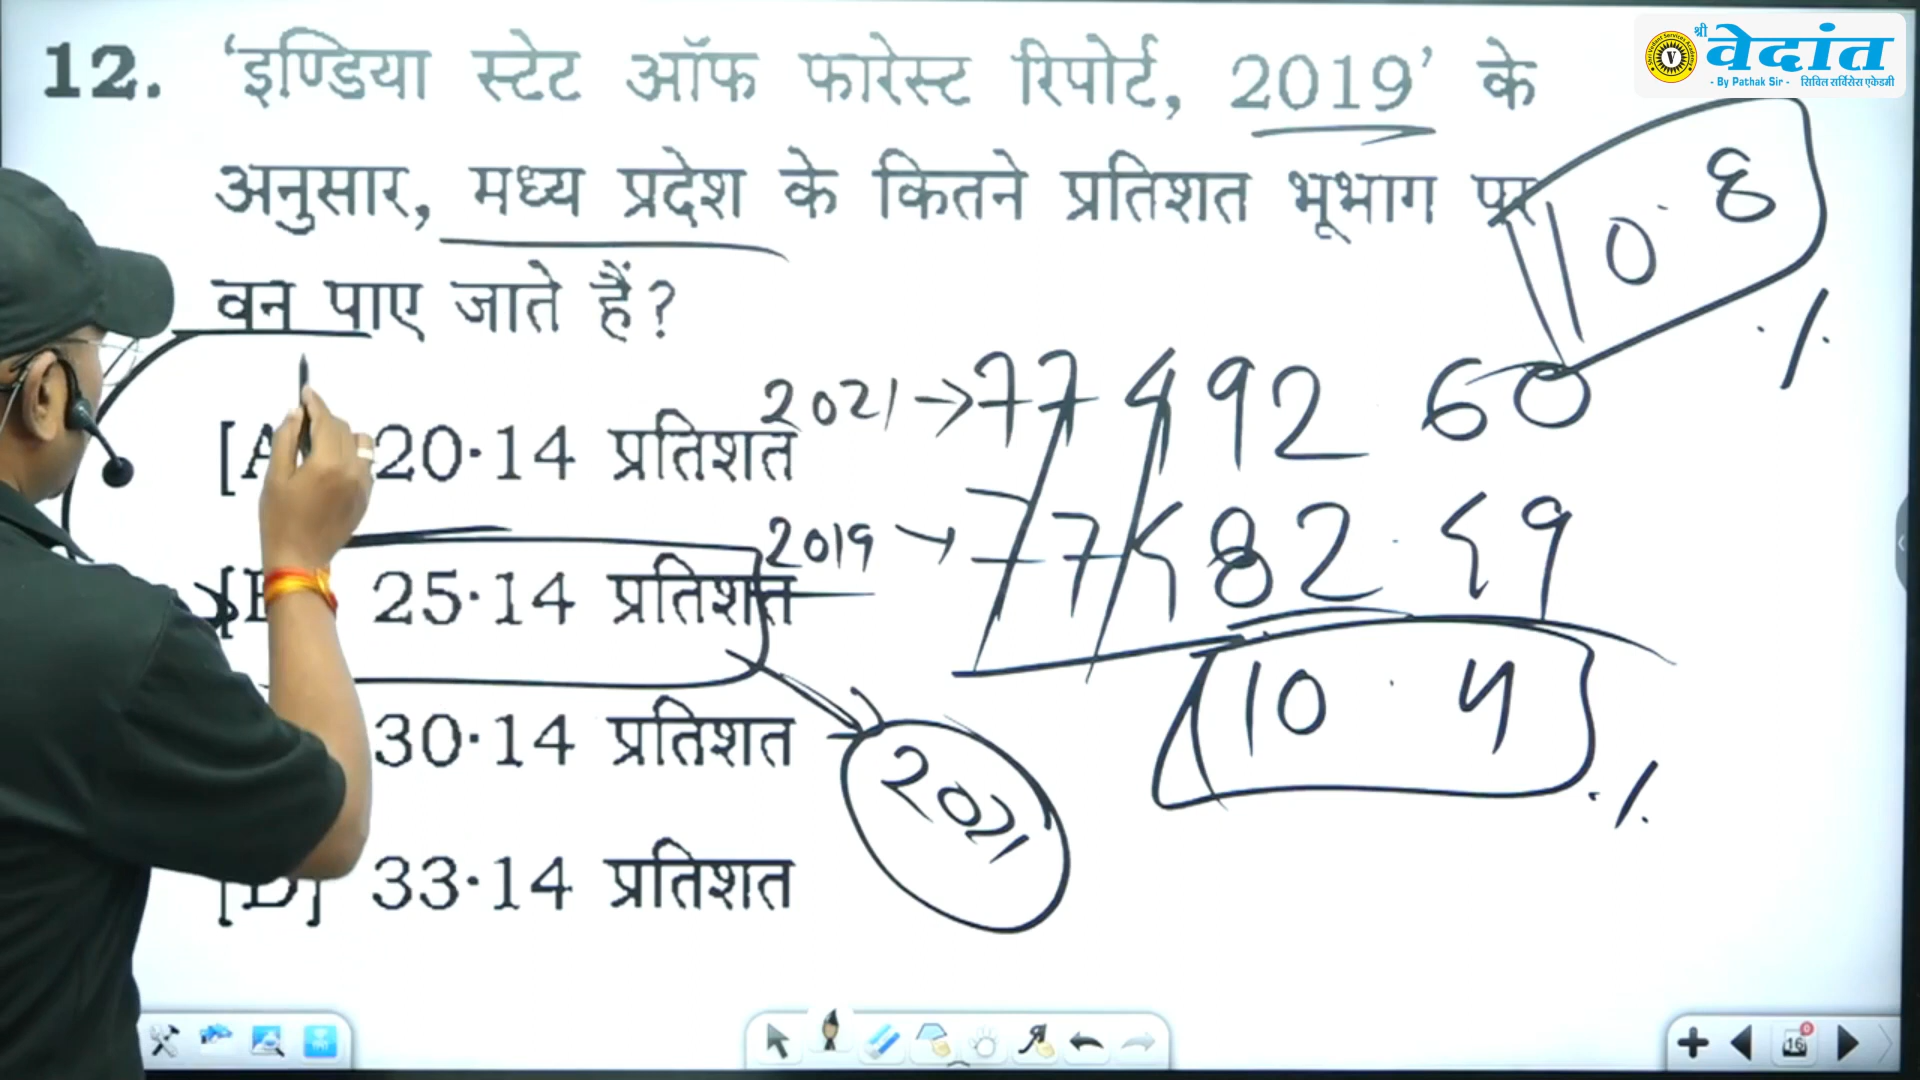 श्री वेदांत
- By Pathak Sir - सिविल सर्विसेस एकेडमी
12. ‘इण्डिया स्टेट ऑफ फारेस्ट रिपोर्ट, 2019’ के
अनुसार, मध्य प्रदेश के कितने प्रतिशत भूभाग पर
वन पाए जाते हैं?
10.8 %
2021 → 77492.60
[A 20·14 प्रतिशत
2019 → 77482.49
25·14 प्रतिशत
10.4 %
30·14 प्रतिशत
2021
[D] 33·14 प्रतिशत
16